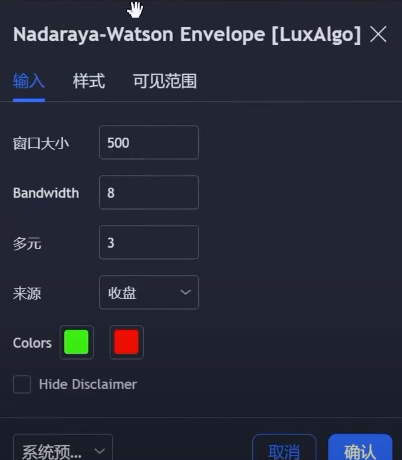 Nadaraya-Watson Envelope [LuxAlgo]
输入 样式 可见范围
窗口大小 500
Bandwidth 8
多元 3
来源 收盘
Colors
Hide Disclaimer
系统预... 取消 确认